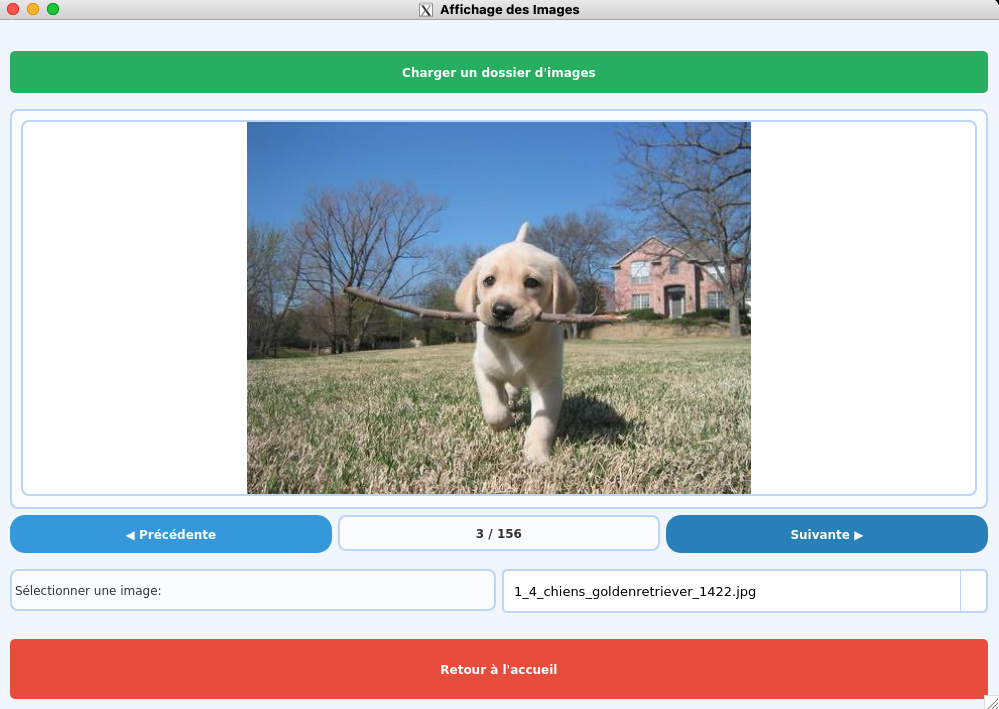 Affichage des Images
Charger un dossier d'images
◀ Précédente
3 / 156
Suivante ▶
Sélectionner une image:
1_4_chiens_goldenretriever_1422.jpg
Retour à l'accueil